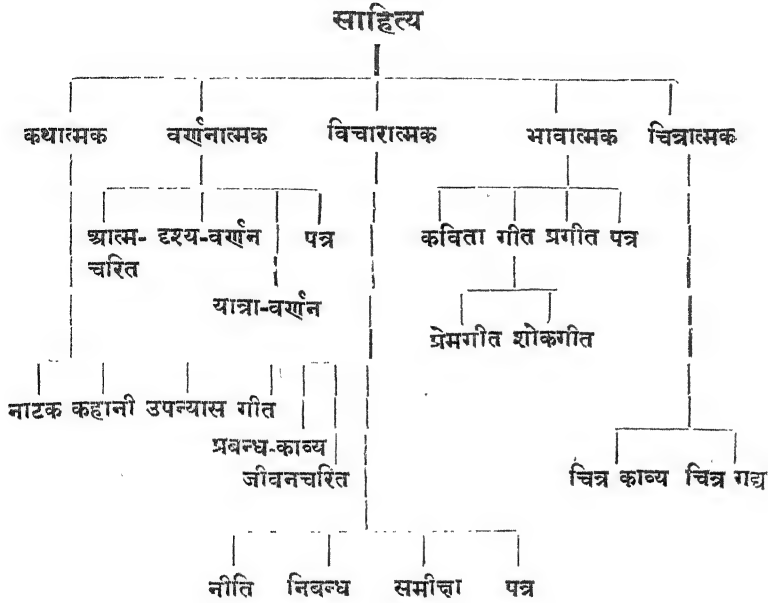 साहित्य
कथात्मक वर्णनात्मक विचारात्मक भावात्मक चित्रात्मक
आत्म- दृश्य-वर्णन पत्र कविता गीत प्रगीत पत्र
चरित
यात्रा-वर्णन
प्रेमगीत शोकगीत
नाटक कहानी उपन्यास गीत
प्रबन्ध-काव्य
जीवनचरित चित्र काव्य चित्र गद्य
नीति निबन्ध समीक्षा पत्र